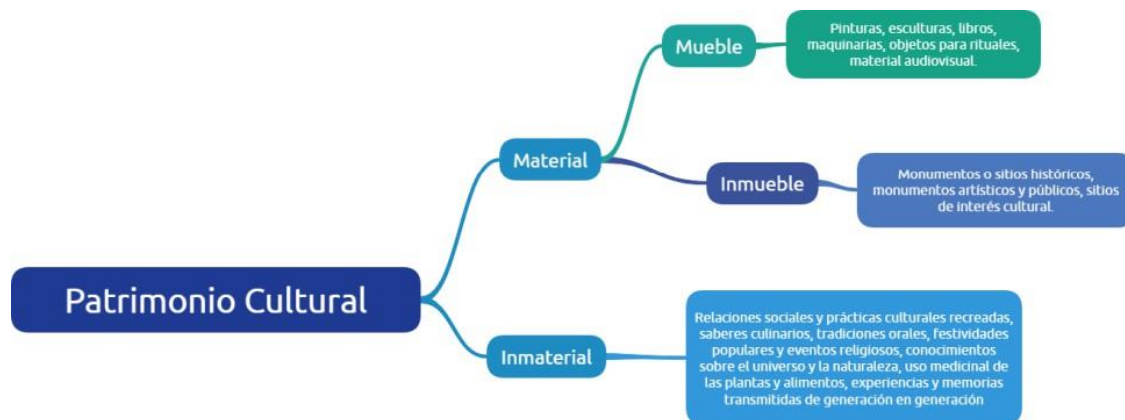 Patrimonio Cultural
Material
Mueble
Pinturas, esculturas, libros,
maquinarias, objetos para rituales,
material audiovisual.
Inmueble
Monumentos o sitios históricos,
monumentos artísticos y públicos, sitios
de interés cultural.
Inmaterial
Relaciones sociales y prácticas culturales recreadas,
saberes culinarios, tradiciones orales, festividades
populares y eventos religiosos, conocimientos
sobre el universo y la naturaleza, uso medicinal de
las plantas y alimentos, experiencias y memorias
transmitidas de generación en generación